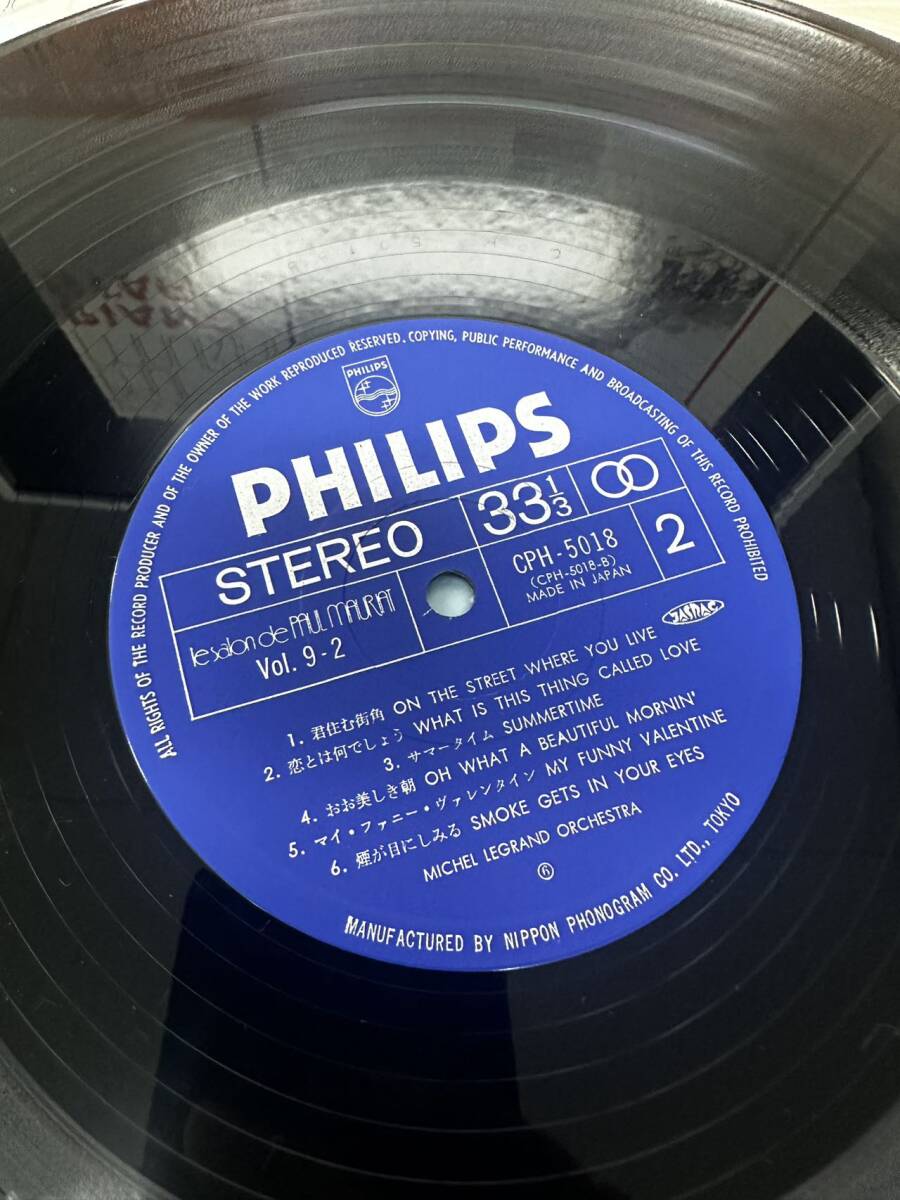 ALL RIGHTS OF THE RECORD PRODUCER AND OF THE OWNER OF THE WORK REPRODUCED RESERVED. COPYING, PUBLIC PERFORMANCE AND BROADCASTING OF THIS RECORD PROHIBITED
PHILIPS
PHILIPS
STEREO
33 1/3
2
le salon de PAUL MAURIAT
Vol. 9-2
CPH-5018
(CPH-5018-B)
MADE IN JAPAN
JASRAC
1. 君住む街角 ON THE STREET WHERE YOU LIVE
2. 恋とは何でしょう WHAT IS THIS THING CALLED LOVE
3. サマータイム SUMMERTIME
4. おお美しき朝 OH WHAT A BEAUTIFUL MORNIN'
5. マイ・ファニー・ヴァレンタイン MY FUNNY VALENTINE
6. 煙が目にしみる SMOKE GETS IN YOUR EYES
MICHEL LEGRAND ORCHESTRA
MANUFACTURED BY NIPPON PHONOGRAM CO. LTD., TOKYO